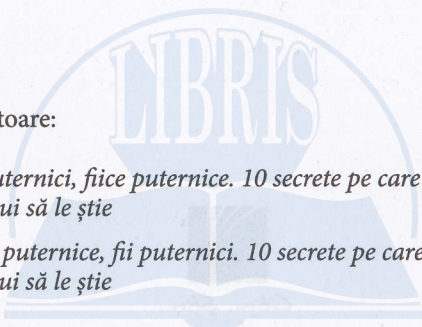 LIBRIS
toare:
uternici, fiice puternice. 10 secrete pe care
ui să le știe
puternice, fii puternici. 10 secrete pe care
ui să le știe